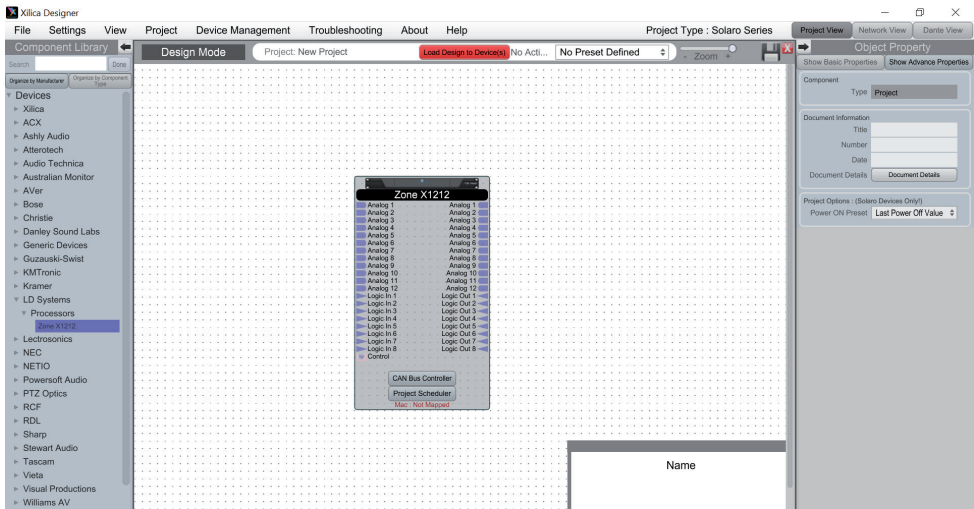 Xilica Designer
File Settings View Project Device Management Troubleshooting About Help Project Type : Solaro Series Project View Network View Dante View
Component Library Design Mode Project: New Project Load Design to Device(s) No Acti... No Preset Defined - Zoom + Object Property
Search Done Show Basic Properties Show Advance Properties
Organize by Manufacturer Organize by Component Type
Devices
Xilica
ACX
Ashly Audio
Atterotech
Audio Technica
Australian Monitor
AVer
Bose
Christie
Danley Sound Labs
Generic Devices
Guzauski-Swist
KMTronic
Kramer
LD Systems
Processors
Zone X1212
Lectrosonics
NEC
NETIO
Powersoft Audio
PTZ Optics
RCF
RDL
Sharp
Stewart Audio
Tascam
Vieta
Visual Productions
Williams AV
Zone X1212
Analog 1 Analog 1
Analog 2 Analog 2
Analog 3 Analog 3
Analog 4 Analog 4
Analog 5 Analog 5
Analog 6 Analog 6
Analog 7 Analog 7
Analog 8 Analog 8
Analog 9 Analog 9
Analog 10 Analog 10
Analog 11 Analog 11
Analog 12 Analog 12
Logic In 1 Logic Out 1
Logic In 2 Logic Out 2
Logic In 3 Logic Out 3
Logic In 4 Logic Out 4
Logic In 5 Logic Out 5
Logic In 6 Logic Out 6
Logic In 7 Logic Out 7
Logic In 8 Logic Out 8
Control
CAN Bus Controller
Project Scheduler
Mac : Not Mapped
Name
Component
Type Project
Document Information
Title
Number
Date
Document Details Document Details
Project Options : (Solaro Devices Only!)
Power ON Preset Last Power Off Value